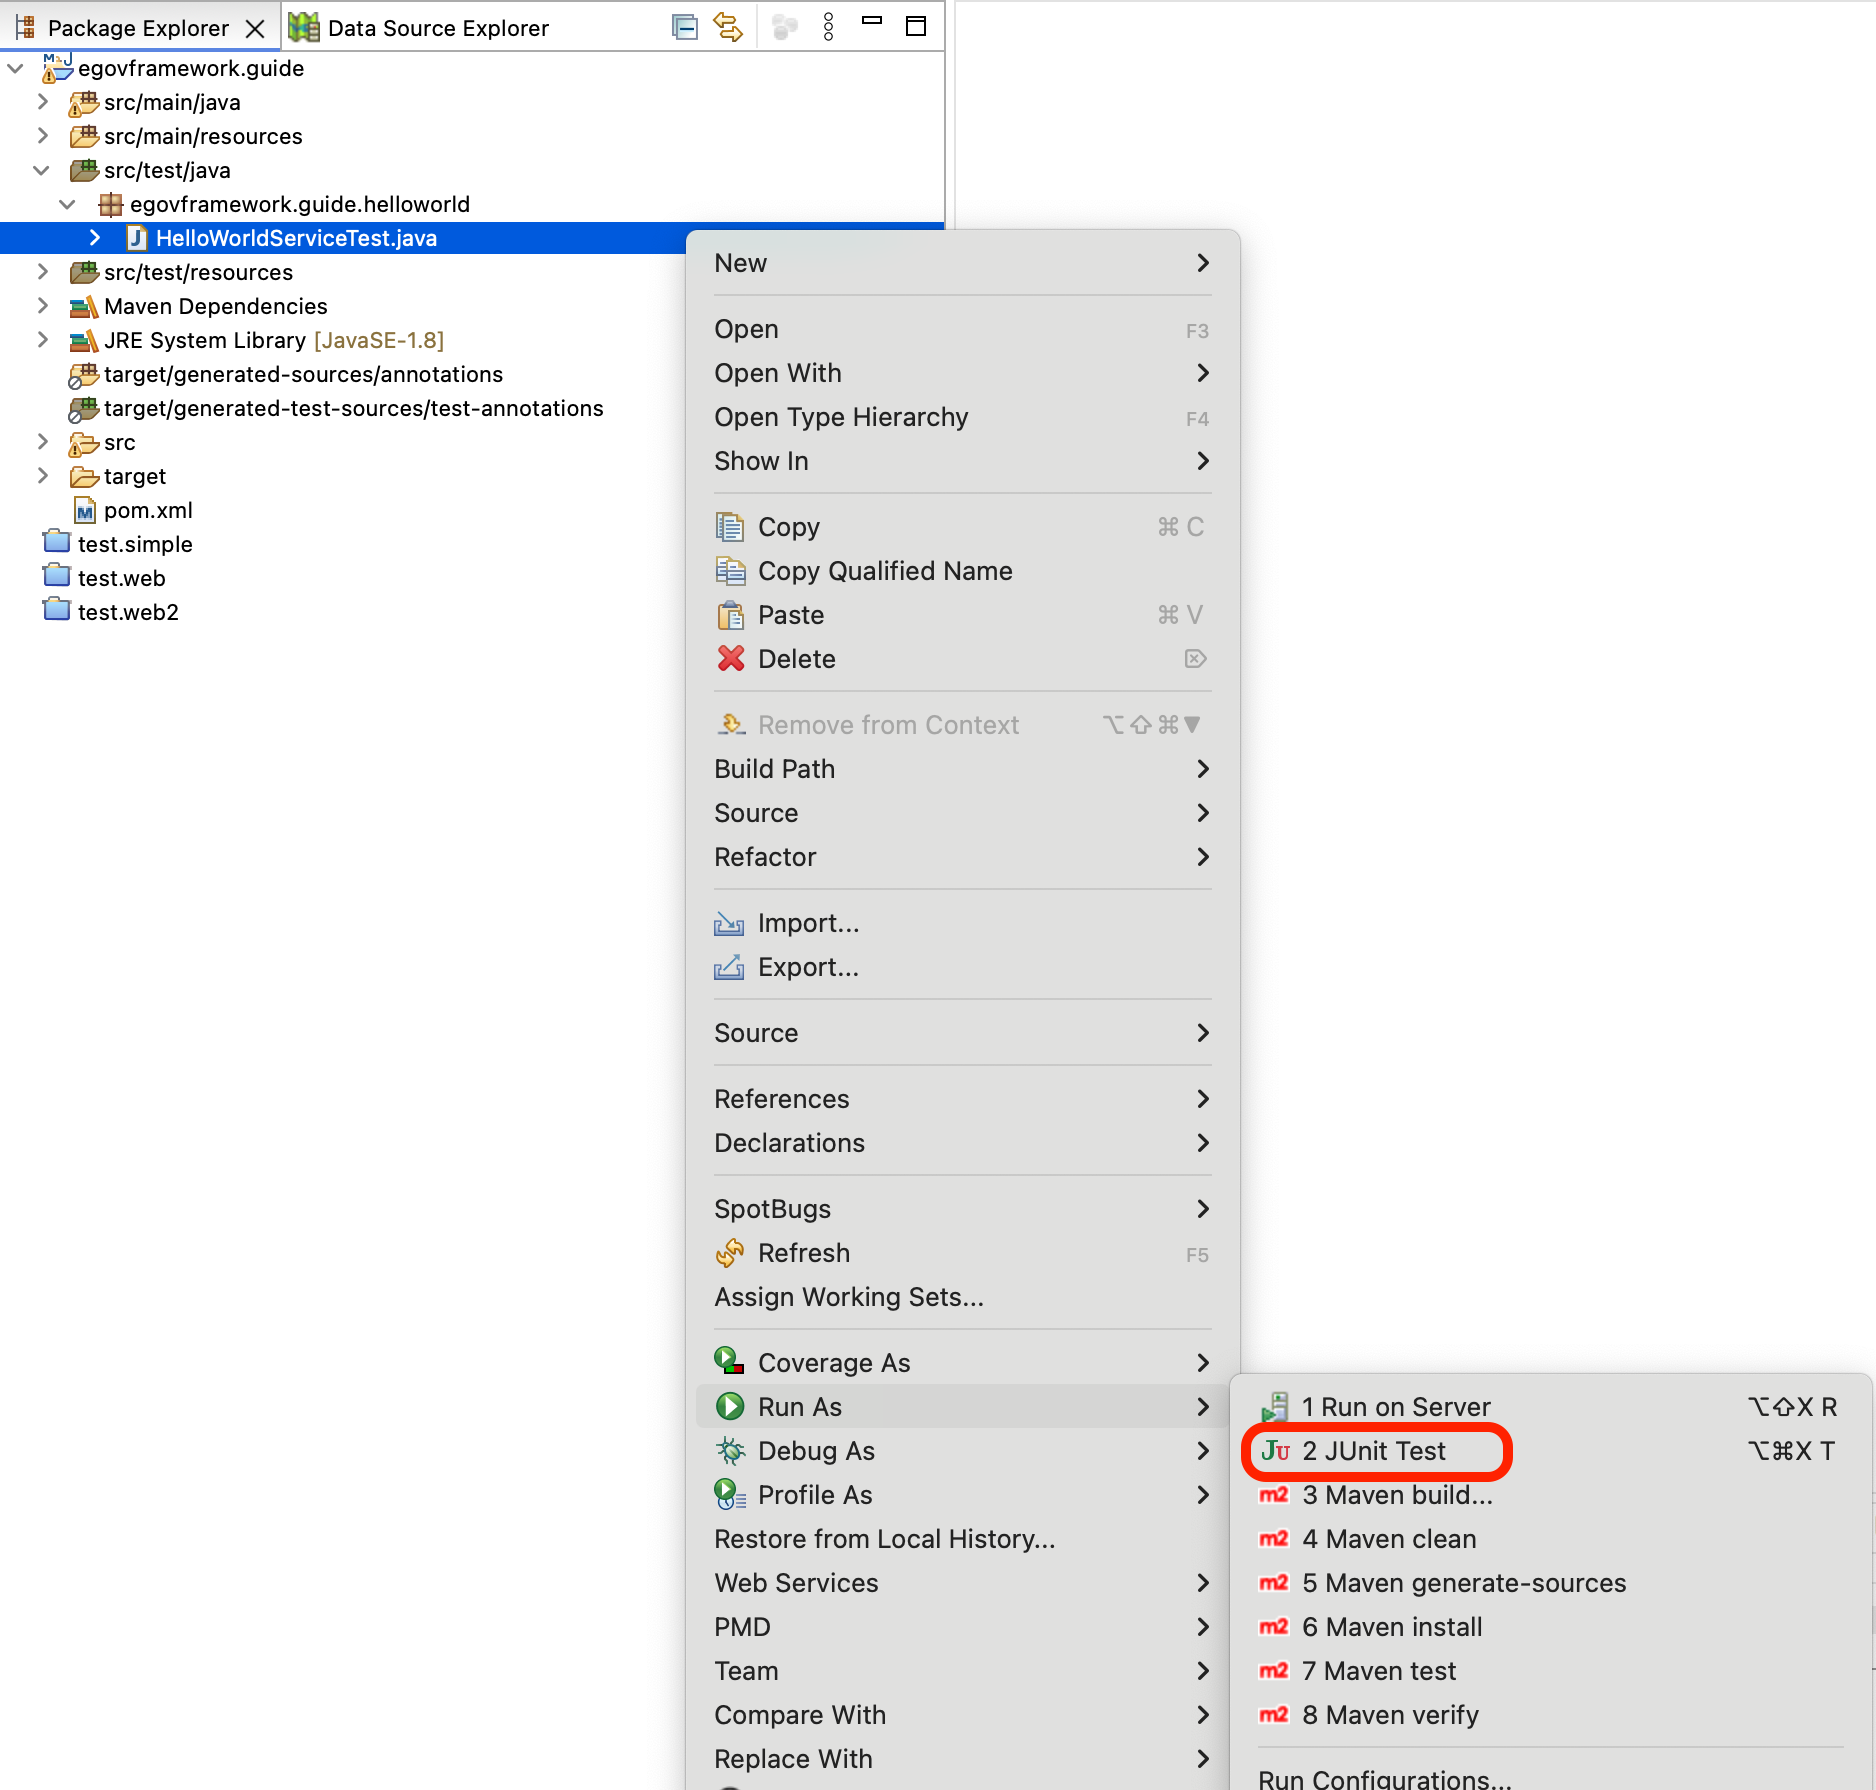 Package Explorer
Data Source Explorer
egovframework.guide
src/main/java
src/main/resources
src/test/java
egovframework.guide.helloworld
HelloWorldServiceTest.java
src/test/resources
Maven Dependencies
JRE System Library [JavaSE-1.8]
target/generated-sources/annotations
target/generated-test-sources/test-annotations
src
target
pom.xml
test.simple
test.web
test.web2
New
Open F3
Open With
Open Type Hierarchy F4
Show In
Copy ⌘ C
Copy Qualified Name
Paste ⌘ V
Delete ⌦
Remove from Context ⌥⇧⌘▼
Build Path
Source
Refactor
Import...
Export...
Source
References
Declarations
SpotBugs
Refresh F5
Assign Working Sets...
Coverage As
Run As
Debug As
Profile As
Restore from Local History...
Web Services
PMD
Team
Compare With
Replace With
1 Run on Server ⌥⇧X R
JU 2 JUnit Test ⌥⌘X T
m2 3 Maven build...
m2 4 Maven clean
m2 5 Maven generate-sources
m2 6 Maven install
m2 7 Maven test
m2 8 Maven verify
Run Configurations...